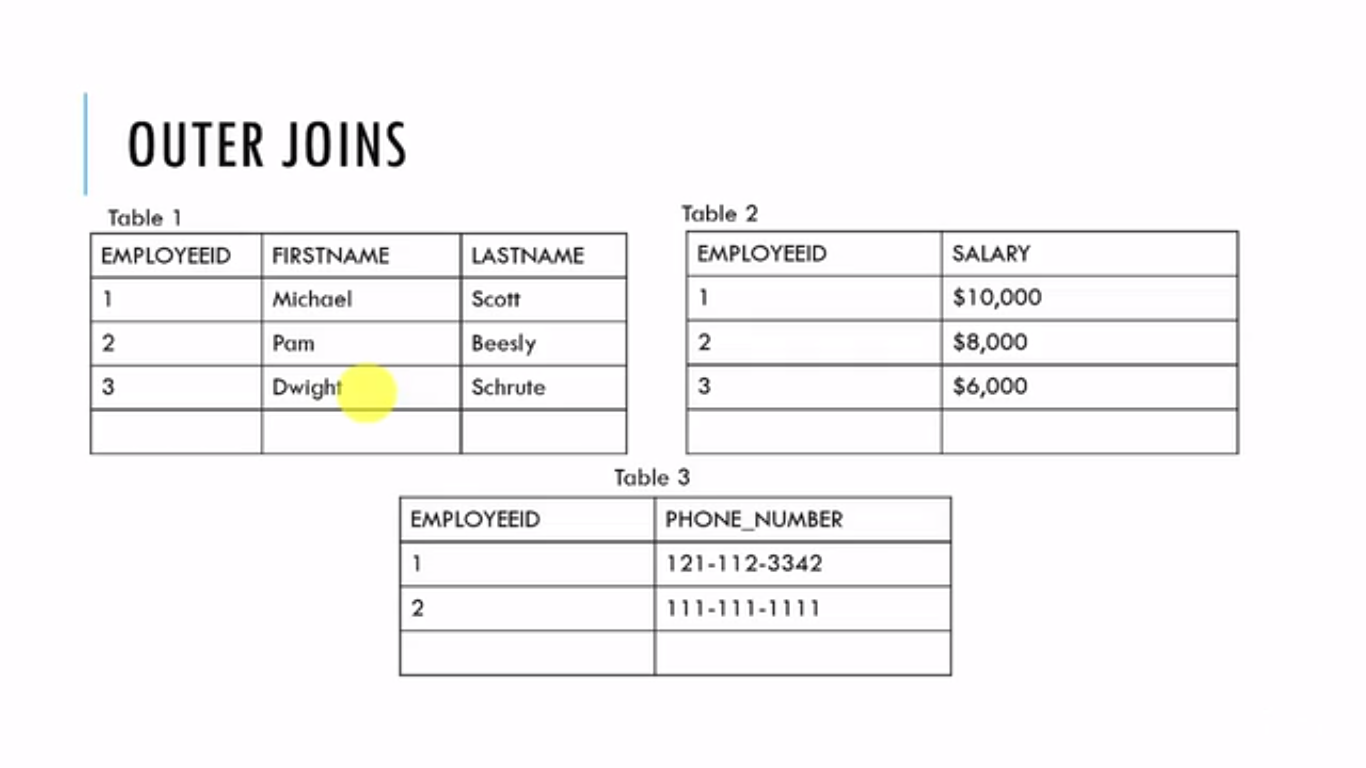 OUTER JOINS
Table 1
EMPLOYEEID FIRSTNAME LASTNAME
1 Michael Scott
2 Pam Beesly
3 Dwight Schrute
Table 2
EMPLOYEEID SALARY
1 $10,000
2 $8,000
3 $6,000
Table 3
EMPLOYEEID PHONE_NUMBER
1 121-112-3342
2 111-111-1111